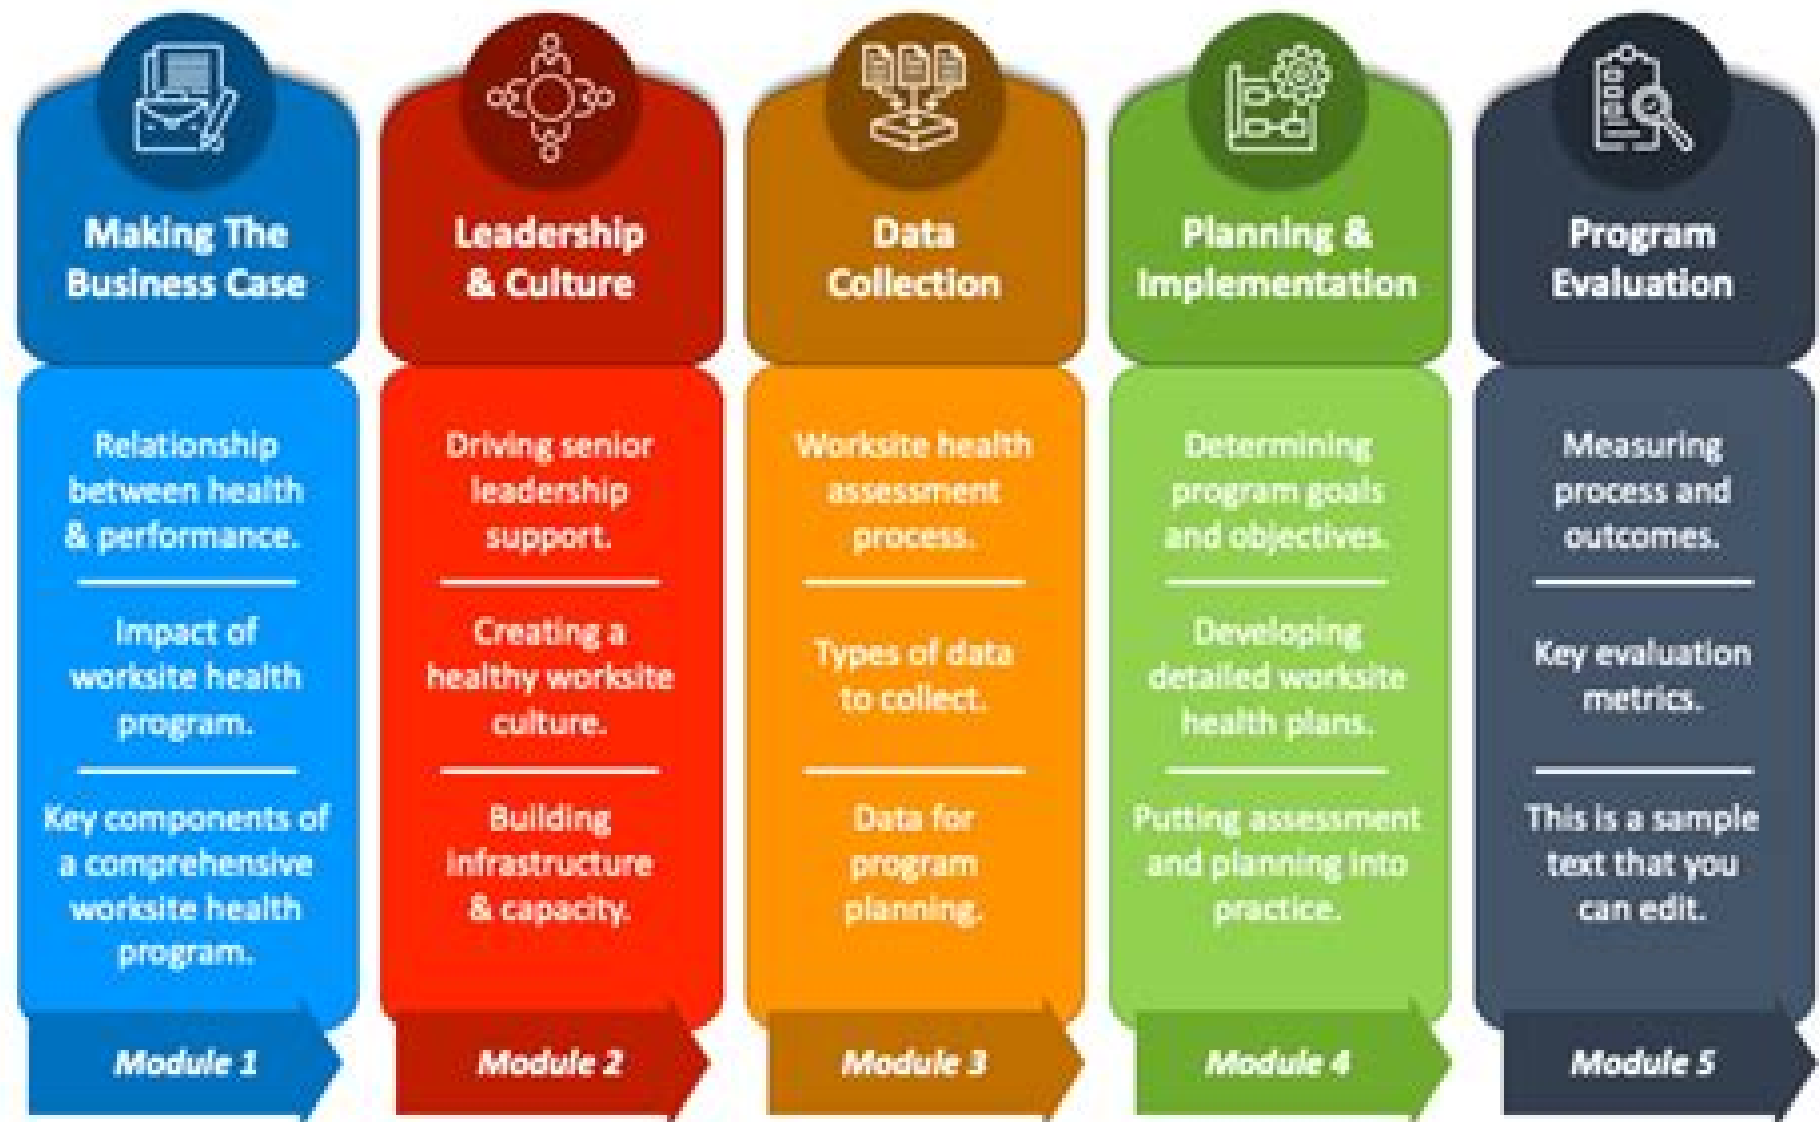 Making The
Business Case
Relationship
between health
& performance.
Impact of
worksite health
program.
Key components of
a comprehensive
worksite health
program.
Module 1
Leadership
& Culture
Driving senior
leadership
support.
Creating a
healthy worksite
culture.
Building
infrastructure
& capacity.
Module 2
Data
Collection
Worksite health
assessment
process.
Types of data
to collect.
Data for
program
planning.
Module 3
Planning &
Implementation
Determining
program goals
and objectives.
Developing
detailed worksite
health plans.
Putting assessment
and planning into
practice.
Module 4
Program
Evaluation
Measuring
process and
outcomes.
Key evaluation
metrics.
This is a sample
text that you
can edit.
Module 5